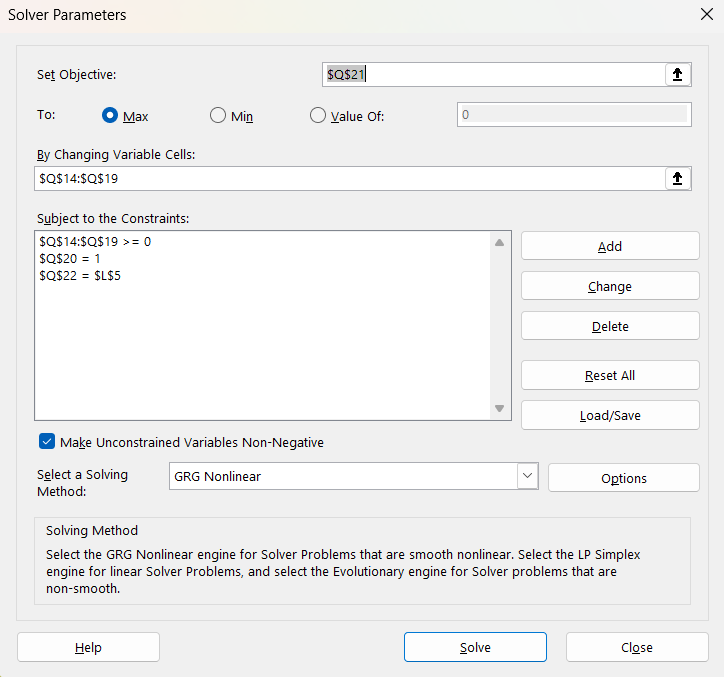 Solver Parameters
Set Objective:
$Q$21
To:
Max
Min
Value Of:
0
By Changing Variable Cells:
$Q$14:$Q$19
Subject to the Constraints:
$Q$14:$Q$19 >= 0
$Q$20 = 1
$Q$22 = $L$5
Add
Change
Delete
Reset All
Load/Save
Make Unconstrained Variables Non-Negative
Select a Solving
Method:
GRG Nonlinear
Options
Solving Method
Select the GRG Nonlinear engine for Solver Problems that are smooth nonlinear. Select the LP Simplex
engine for linear Solver Problems, and select the Evolutionary engine for Solver problems that are
non-smooth.
Help
Solve
Close